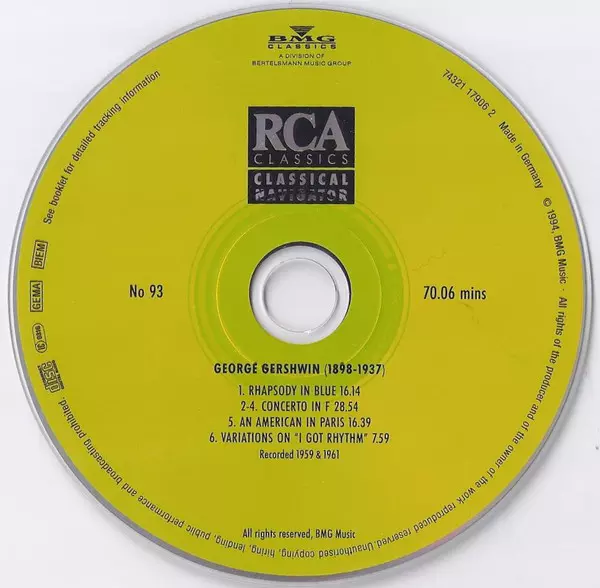 BMG
CLASSICS
A DIVISION OF
BERTELSMANN MUSIC GROUP
RCA
CLASSICS
CLASSICAL
NAVIGATOR
No 93
70.06 mins
GEORGE GERSHWIN (1898-1937)
1. RHAPSODY IN BLUE 16.14
2-4. CONCERTO IN F 28.54
5. AN AMERICAN IN PARIS 16.39
6. VARIATIONS ON "I GOT RHYTHM" 7.59
Recorded 1959 & 1961
All rights reserved, BMG Music
See booklet for detailed tracking information
BIEM
GEMA
disc
74321 17906 2
Made in Germany
© 1994, BMG Music · All rights of the producer and of the owner of the work reproduced reserved. Unauthorised copying, hiring, lending, public performance and broadcasting prohibited.